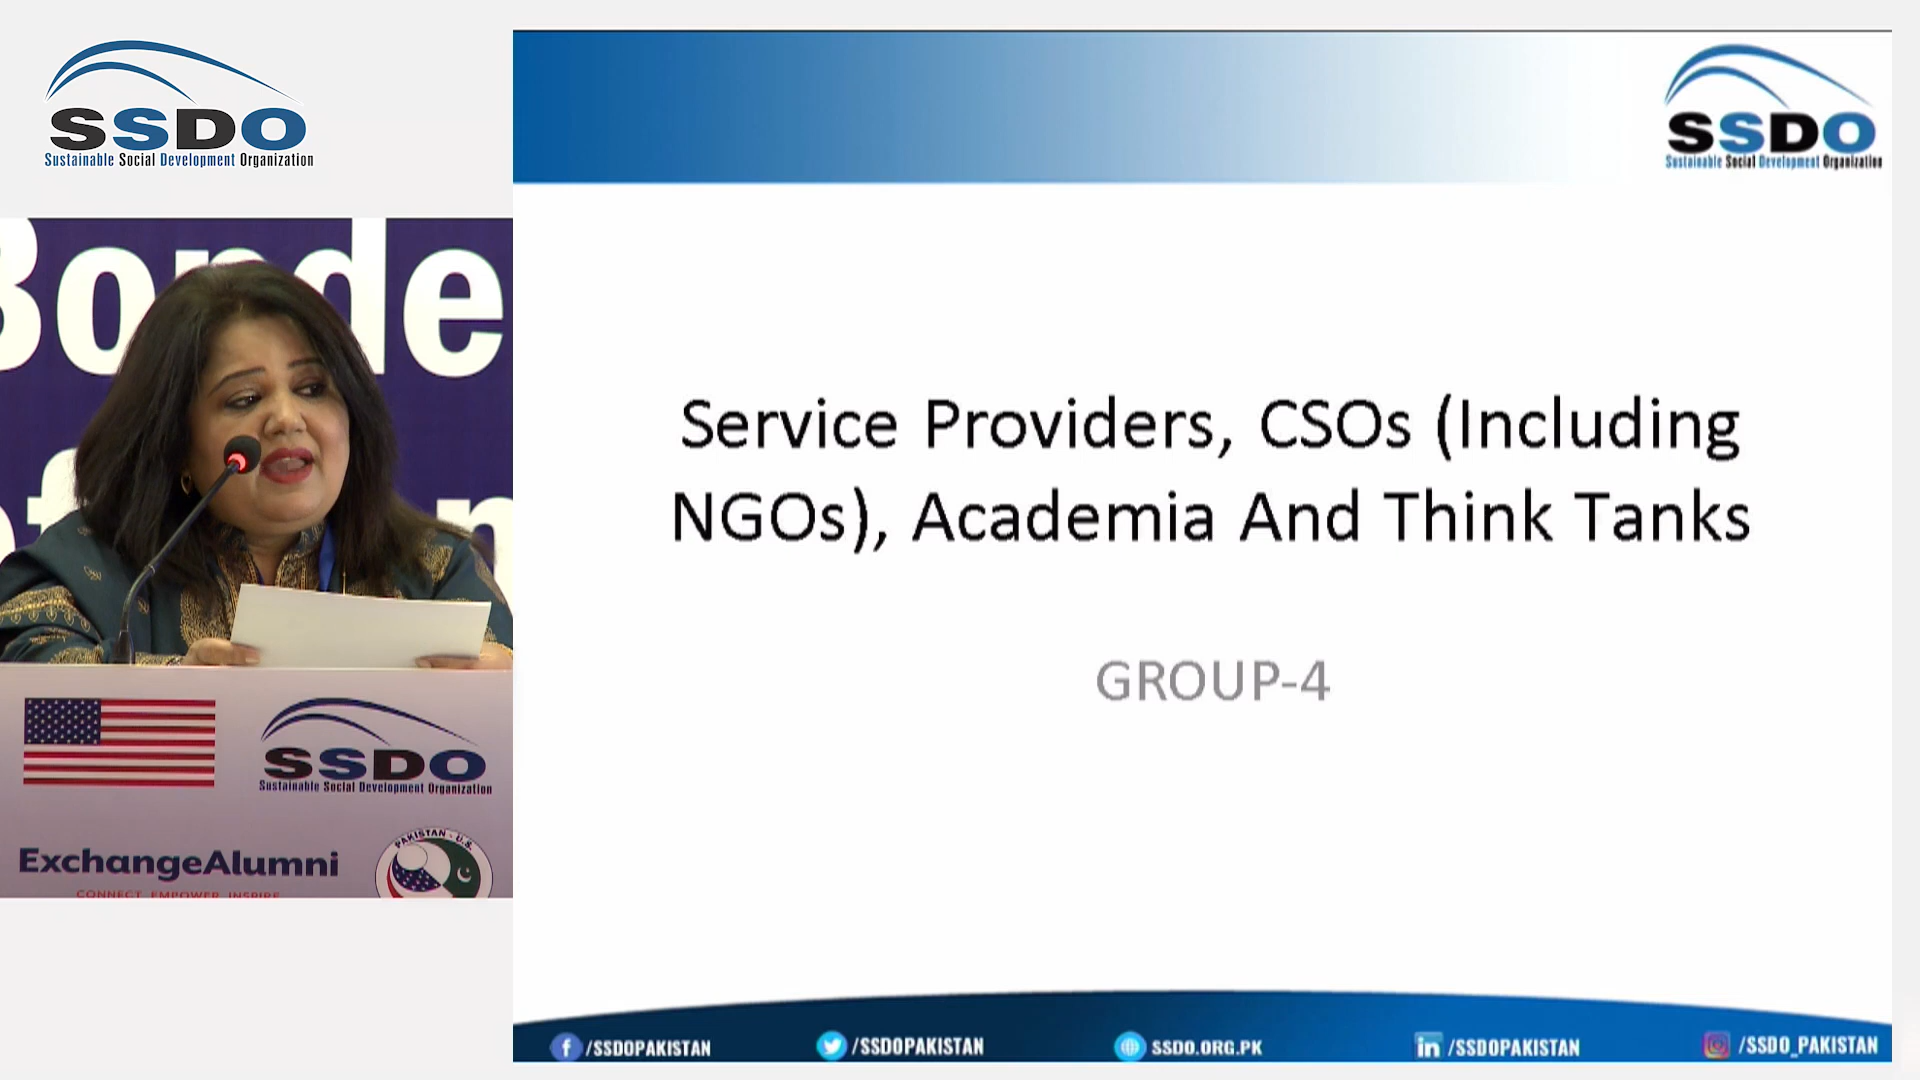 SSDO
Sustainable Social Development Organization
SSDO
Sustainable Social Development Organization
Bonde
of
n
Service Providers, CSOs (Including
NGOs), Academia And Think Tanks
GROUP-4
SSDO
Sustainable Social Development Organization
ExchangeAlumni
CONNECT EMPOWER INSPIRE
PAKISTAN - U.S.
/SSDOPAKISTAN
/SSDOPAKISTAN
SSDO.ORG.PK
/SSDOPAKISTAN
/SSDO_PAKISTAN